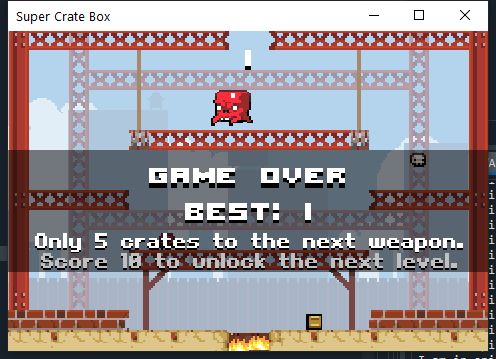 Super Crate Box
1
GAME OVER
BEST: 1
Only 5 crates to the next weapon.
Score 10 to unlock the next level.